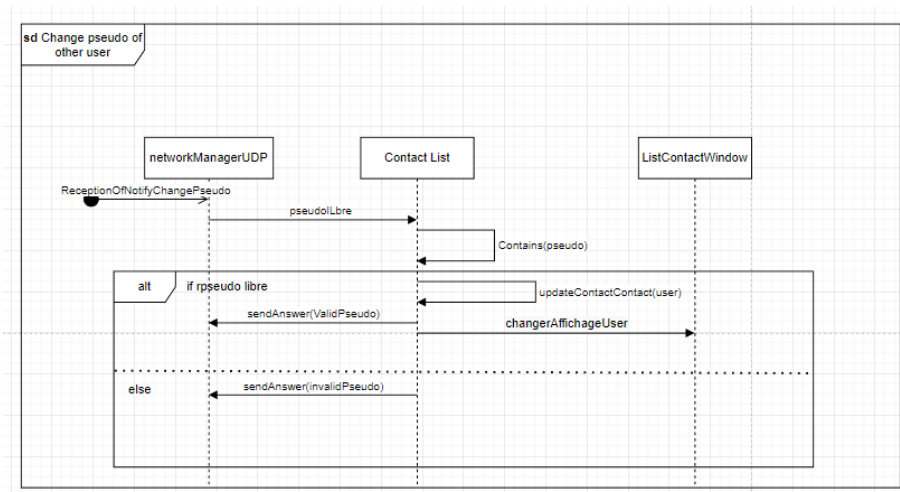 sd Change pseudo of
other user
networkManagerUDP
Contact List
ListContactWindow
ReceptionOfNotifyChangePseudo
pseudolLbre
Contains(pseudo)
alt
if rpseudo libre
updateContactContact(user)
sendAnswer(ValidPseudo)
changerAffichageUser
else
sendAnswer(invalidPseudo)